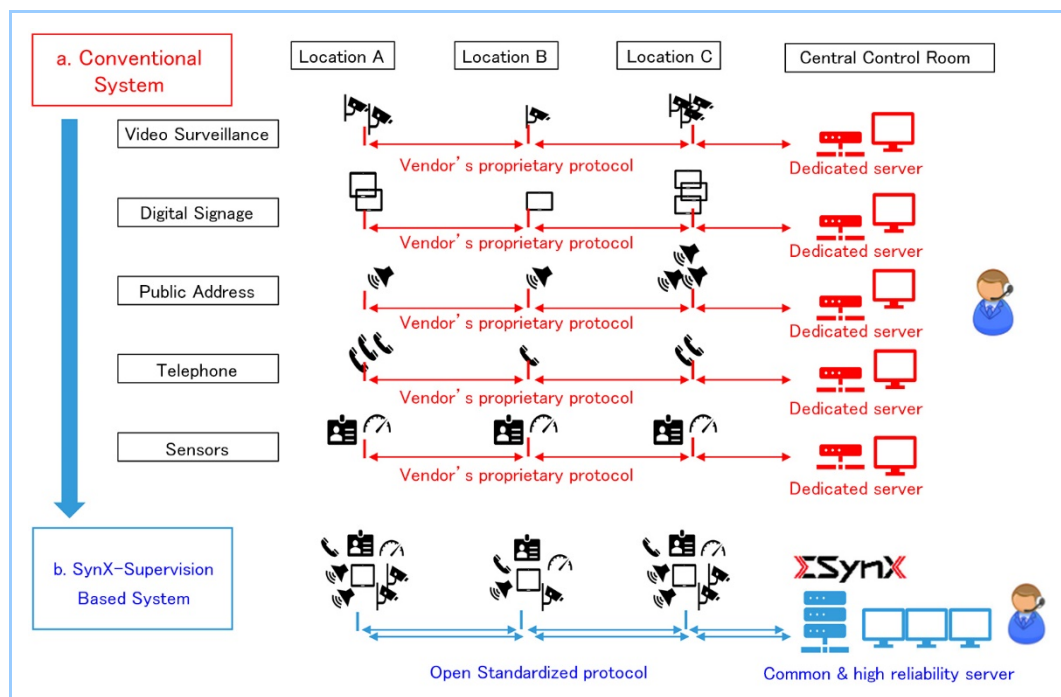 a. Conventional
System
Location A
Location B
Location C
Central Control Room
Video Surveillance
Vendor's proprietary protocol
Dedicated server
Digital Signage
Vendor's proprietary protocol
Dedicated server
Public Address
Vendor's proprietary protocol
Dedicated server
Telephone
Vendor's proprietary protocol
Dedicated server
Sensors
Vendor's proprietary protocol
Dedicated server
b. SynX-Supervision
Based System
ΣSynX
Open Standardized protocol
Common & high reliability server